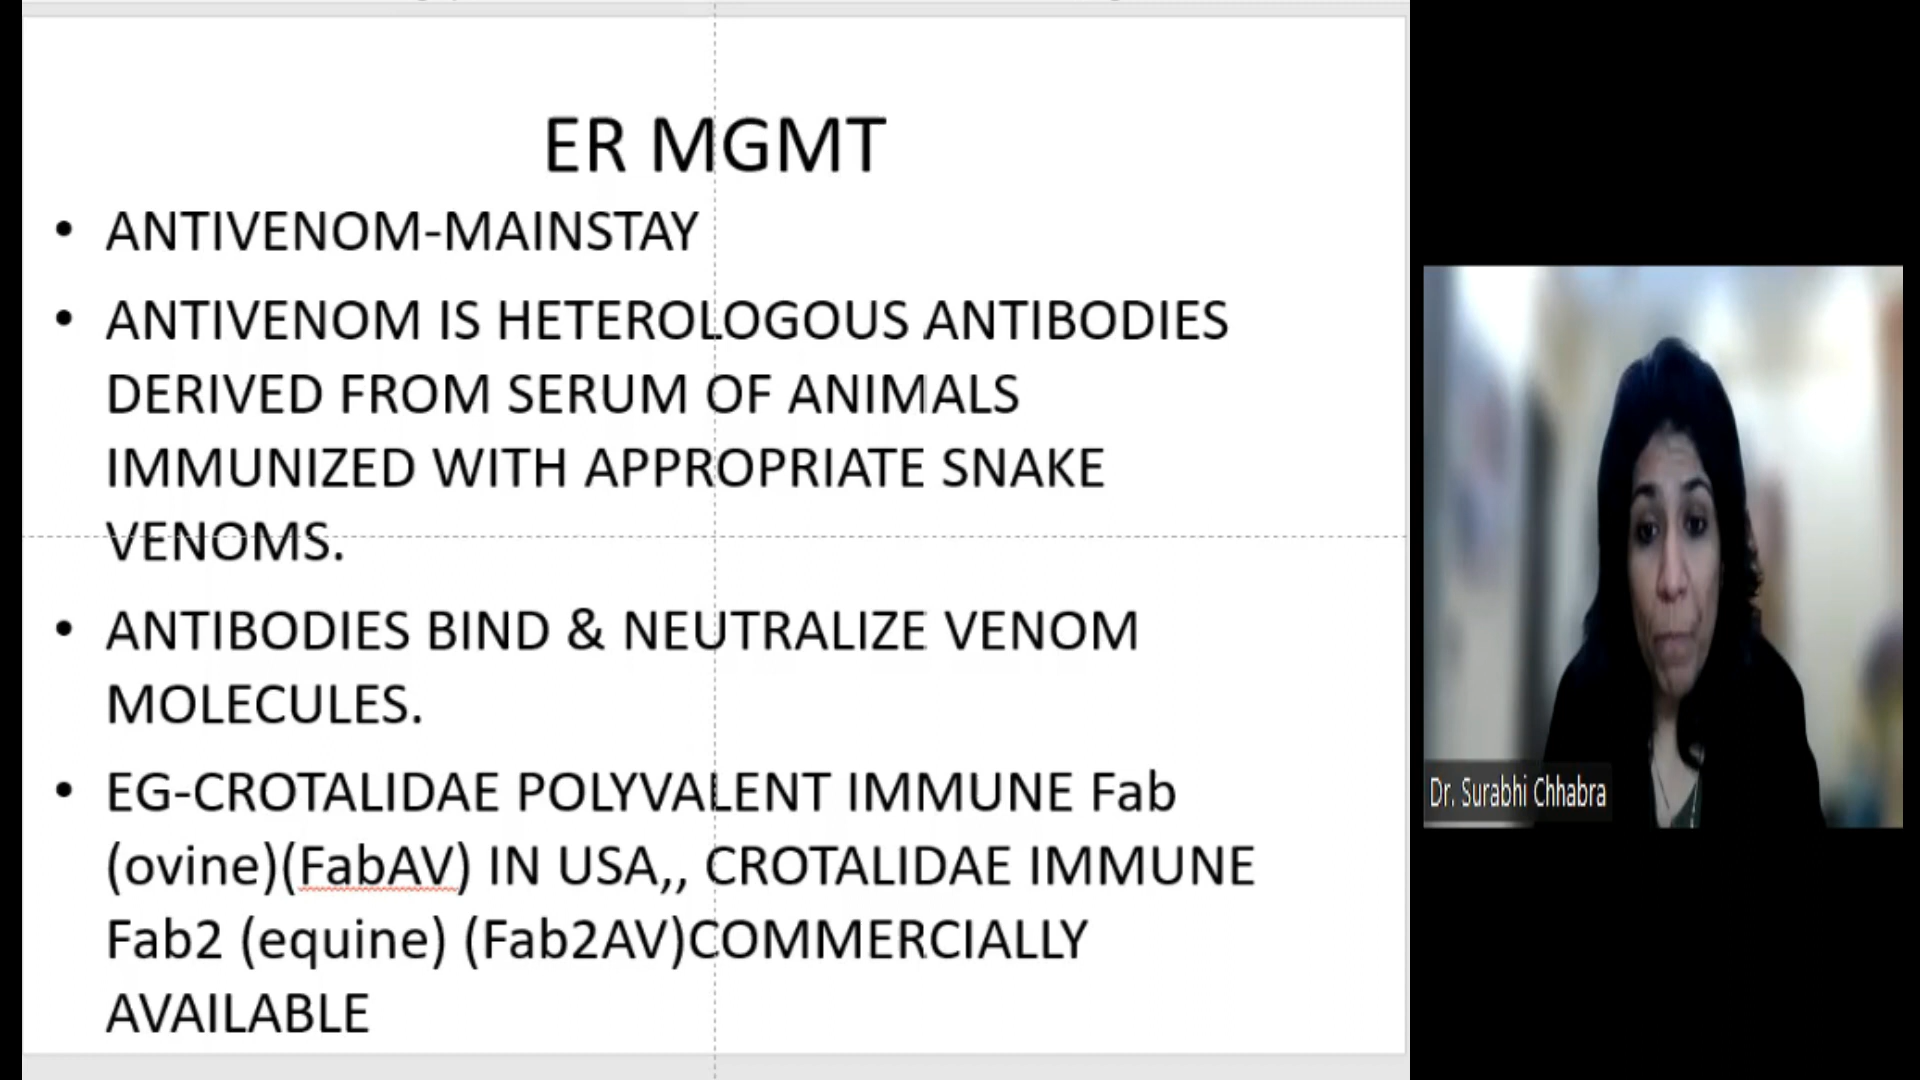 ER MGMT
• ANTIVENOM-MAINSTAY
• ANTIVENOM IS HETEROLOGOUS ANTIBODIES
DERIVED FROM SERUM OF ANIMALS
IMMUNIZED WITH APPROPRIATE SNAKE
VENOMS.
• ANTIBODIES BIND & NEUTRALIZE VENOM
MOLECULES.
• EG-CROTALIDAE POLYVALENT IMMUNE Fab
(ovine)(FabAV) IN USA,, CROTALIDAE IMMUNE
Fab2 (equine) (Fab2AV)COMMERCIALLY
AVAILABLE
Dr. Surabhi Chhabra